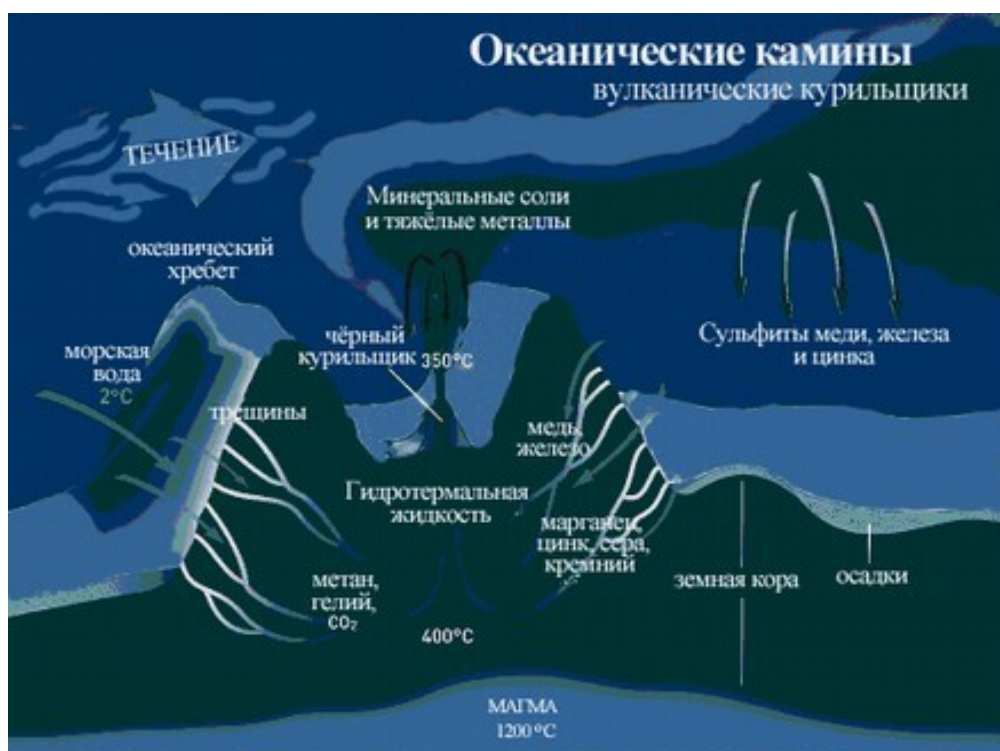 Океанические камины
вулканические курильщики
ТЕЧЕНИЕ
Минеральные соли
и тяжёлые металлы
океанический
хребет
чёрный
курильщик
350°C
Сульфиты меди, железа
и цинка
морская
вода
2°C
трещины
медь,
железо
Гидротермальная
жидкость
марганец,
цинк, сера,
кремний
метан,
гелий,
CO₂
400°C
земная кора
осадки
МАГМА
1200°C